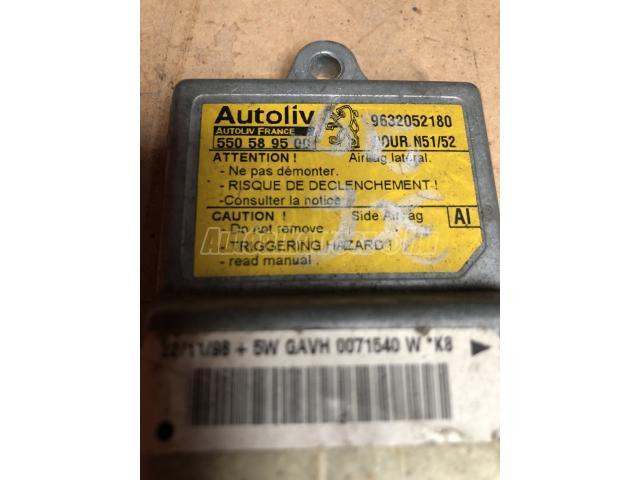 Autoliv 9632052180
AUTOLIV FRANCE
550 58 95 00 POUR N51/52
ATTENTION ! Airbag latéral.
- Ne pas démonter.
- RISQUE DE DECLENCHEMENT !
-Consulter la notice
CAUTION ! Side Airbag AI
- Do not remove
- TRIGGERING HAZARD !
- read manual.
/11/98 + 5W GAVH 0071540 W *K8